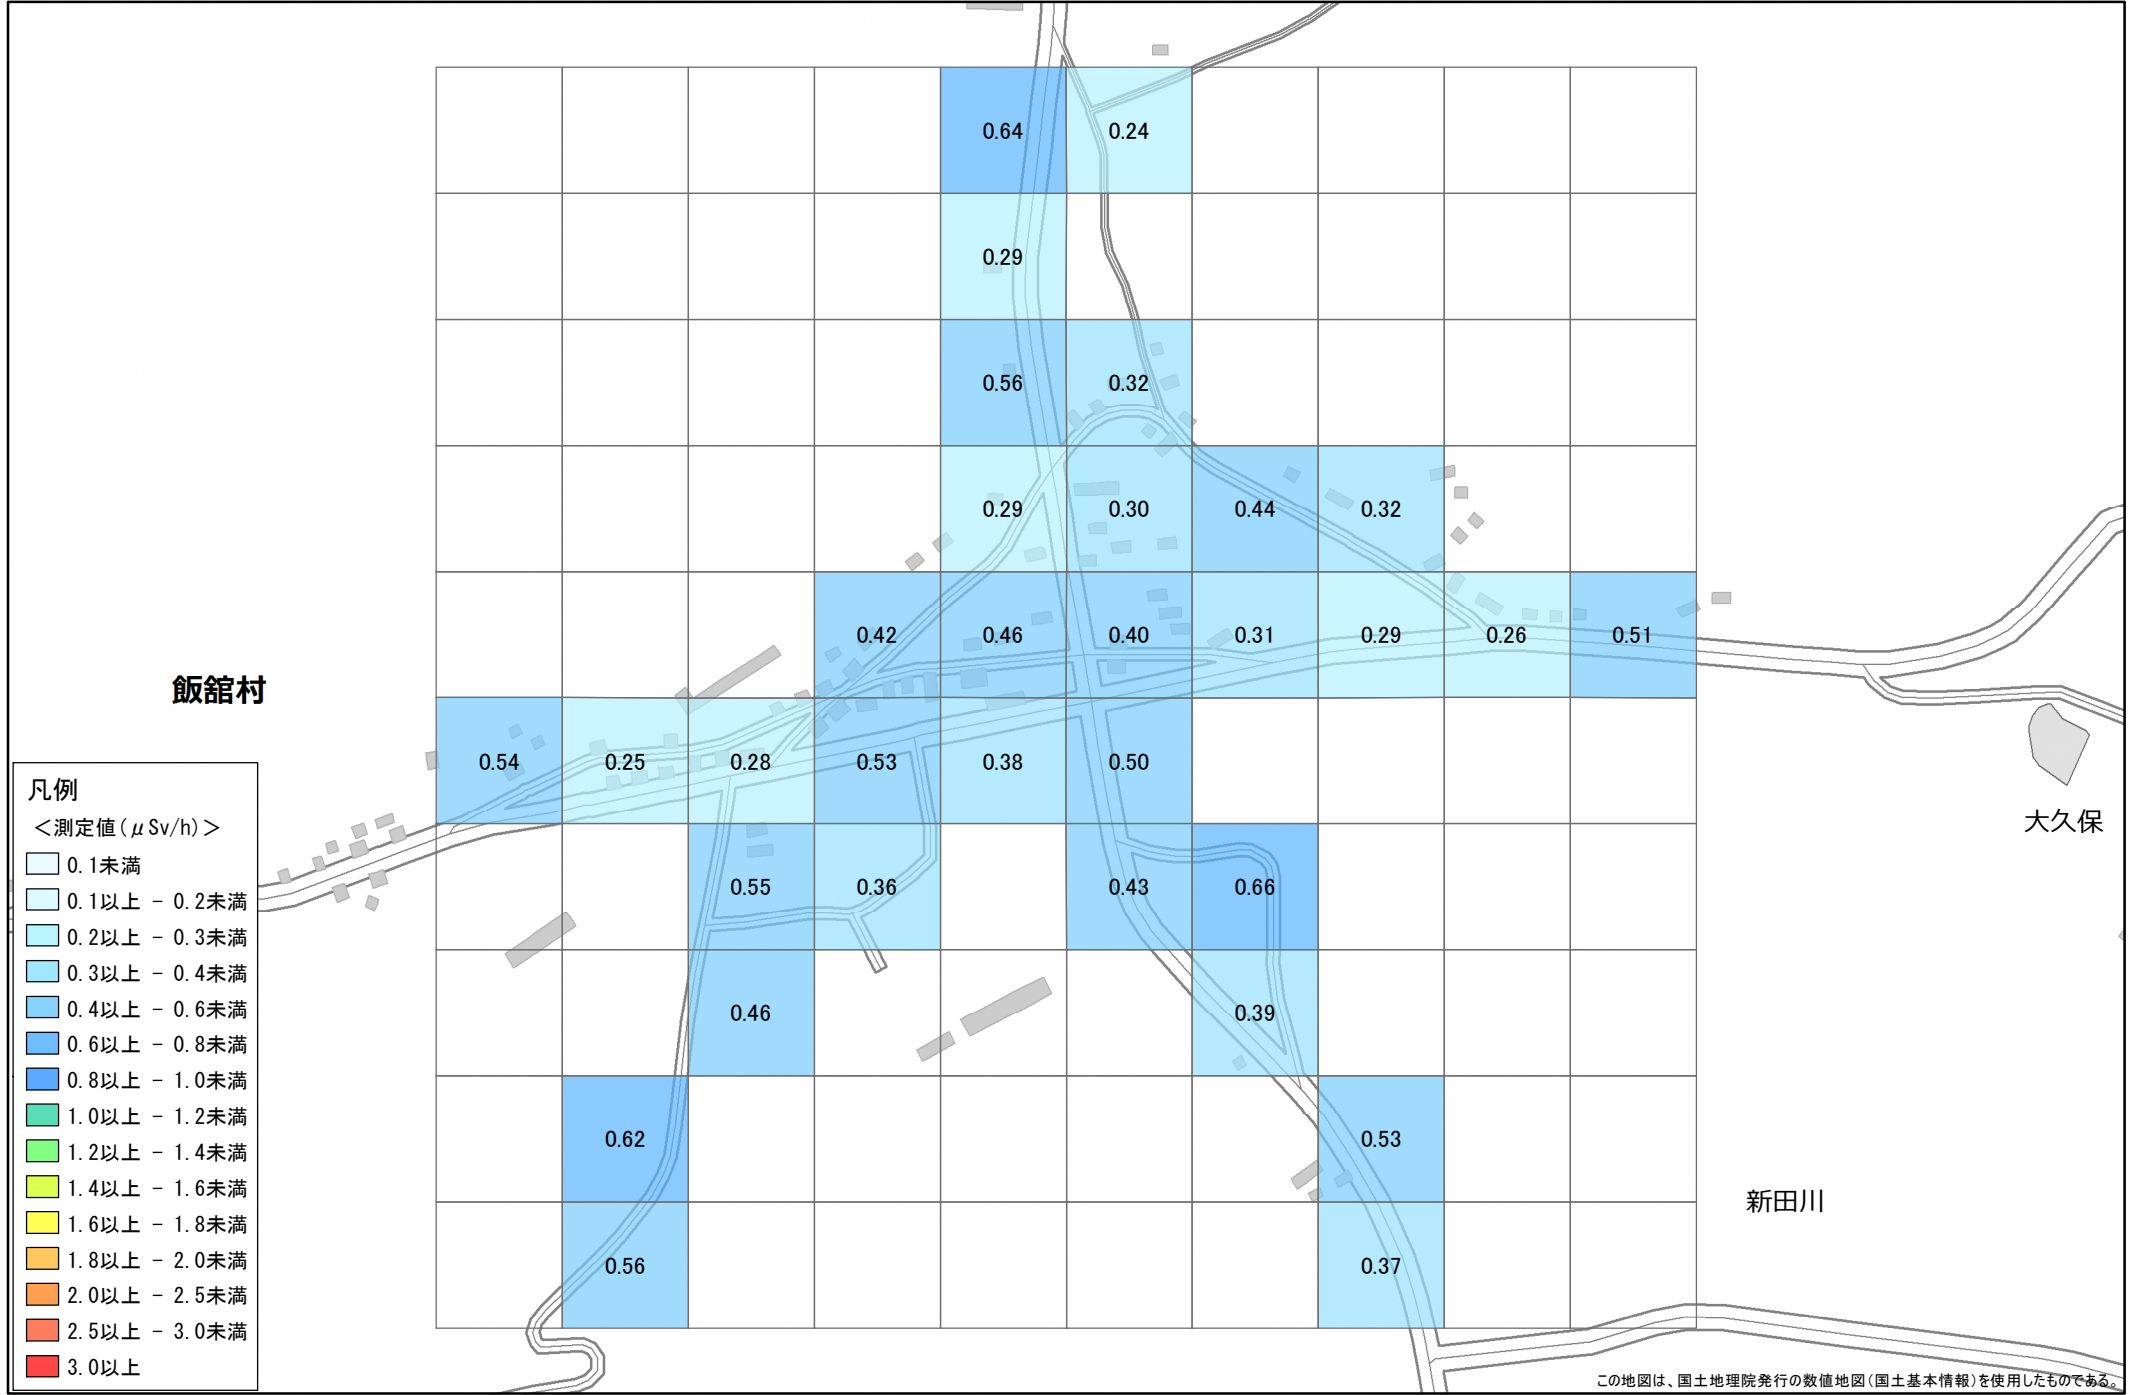 0.64 0.24
0.29
0.56 0.32
0.29 0.30 0.44 0.32
0.42 0.46 0.40 0.31 0.29 0.26 0.51
飯舘村
0.54 0.25 0.28 0.53 0.38 0.50
大久保
0.55 0.36 0.43 0.66
0.46 0.39
0.62 0.53
新田川
0.56 0.37
凡例
<測定値(μSv/h)>
0.1未満
0.1以上 - 0.2未満
0.2以上 - 0.3未満
0.3以上 - 0.4未満
0.4以上 - 0.6未満
0.6以上 - 0.8未満
0.8以上 - 1.0未満
1.0以上 - 1.2未満
1.2以上 - 1.4未満
1.4以上 - 1.6未満
1.6以上 - 1.8未満
1.8以上 - 2.0未満
2.0以上 - 2.5未満
2.5以上 - 3.0未満
3.0以上
この地図は、国土地理院発行の数値地図(国土基本情報)を使用したものである。